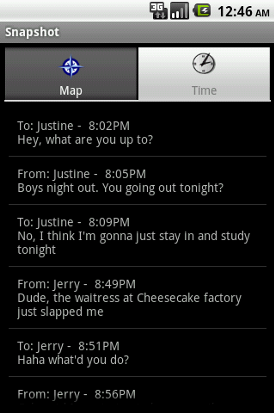 3G 12:46 AM
Snapshot
Map
Time
To: Justine - 8:02PM
Hey, what are you up to?
From: Justine - 8:05PM
Boys night out. You going out tonight?
To: Justine - 8:09PM
No, I think I'm gonna just stay in and study
tonight
From: Jerry - 8:49PM
Dude, the waitress at Cheesecake factory
just slapped me
To: Jerry - 8:51PM
Haha what'd you do?
From: Jerry - 8:56PM